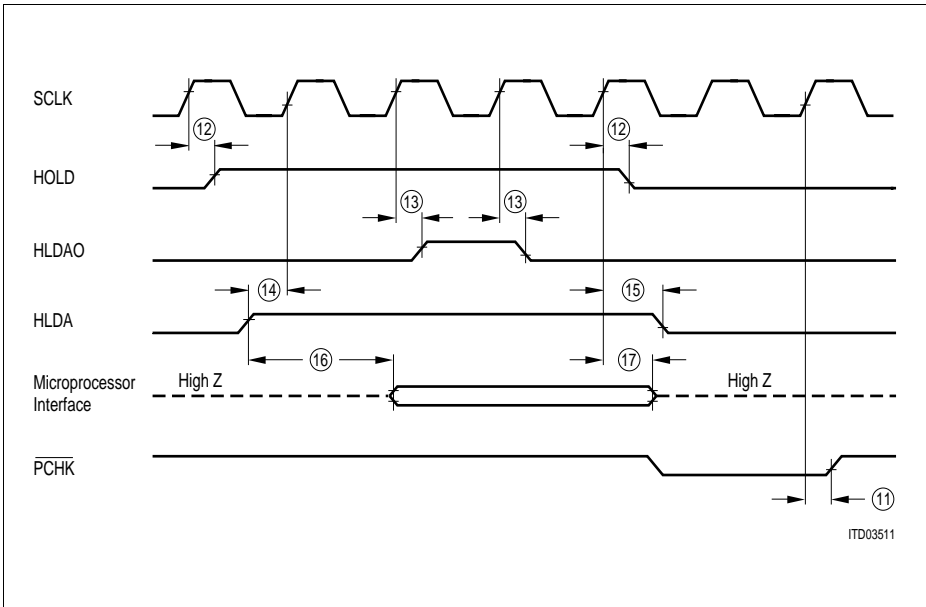 SCLK
12
12
HOLD
13
13
HLDAO
14
15
HLDA
16
17
Microprocessor
Interface
High Z
High Z
PCHK
11
ITD03511